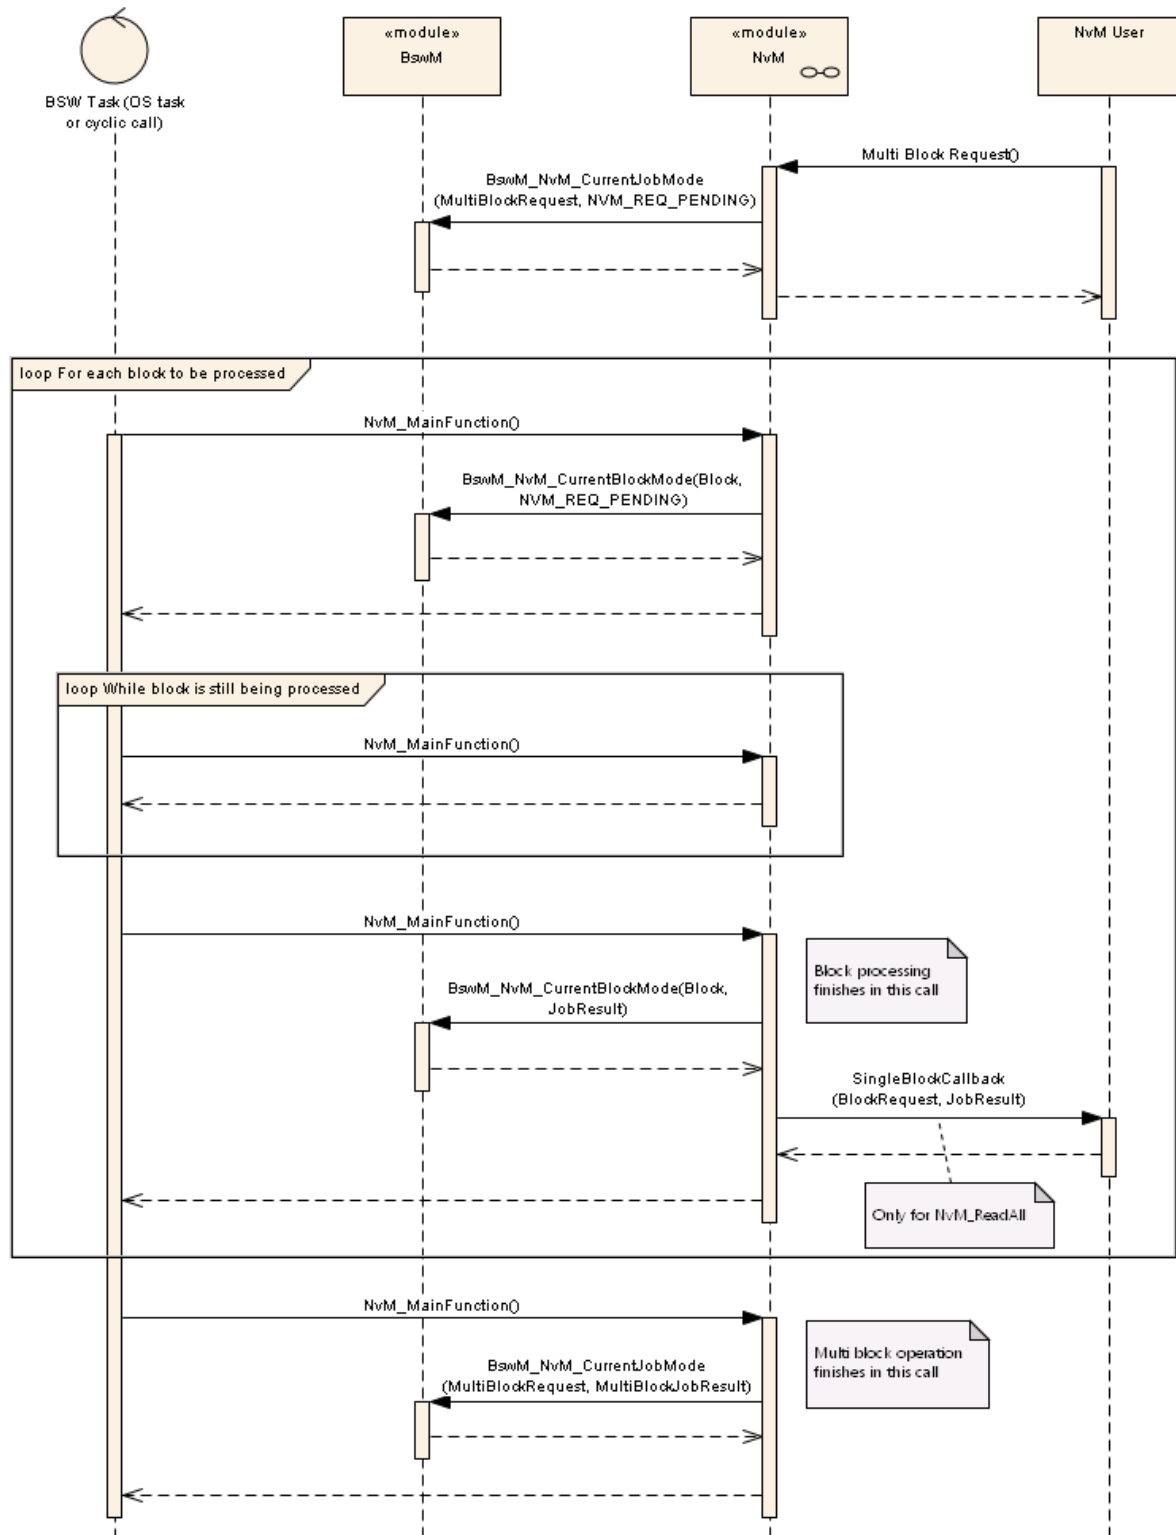 «module»
BswM
«module»
NvM
NvM User
BSW Task (OS task
or cyclic call)
Multi Block Request()
BswM_NvM_CurrentJobMode
(MultiBlockRequest, NVM_REQ_PENDING)
loop For each block to be processed
NvM_MainFunction()
BswM_NvM_CurrentBlockMode(Block,
NVM_REQ_PENDING)
loop While block is still being processed
NvM_MainFunction()
NvM_MainFunction()
Block processing
finishes in this call
BswM_NvM_CurrentBlockMode(Block,
JobResult)
SingleBlockCallback
(BlockRequest, JobResult)
Only for NvM_ReadAll
NvM_MainFunction()
Multi block operation
finishes in this call
BswM_NvM_CurrentJobMode
(MultiBlockRequest, MultiBlockJobResult)